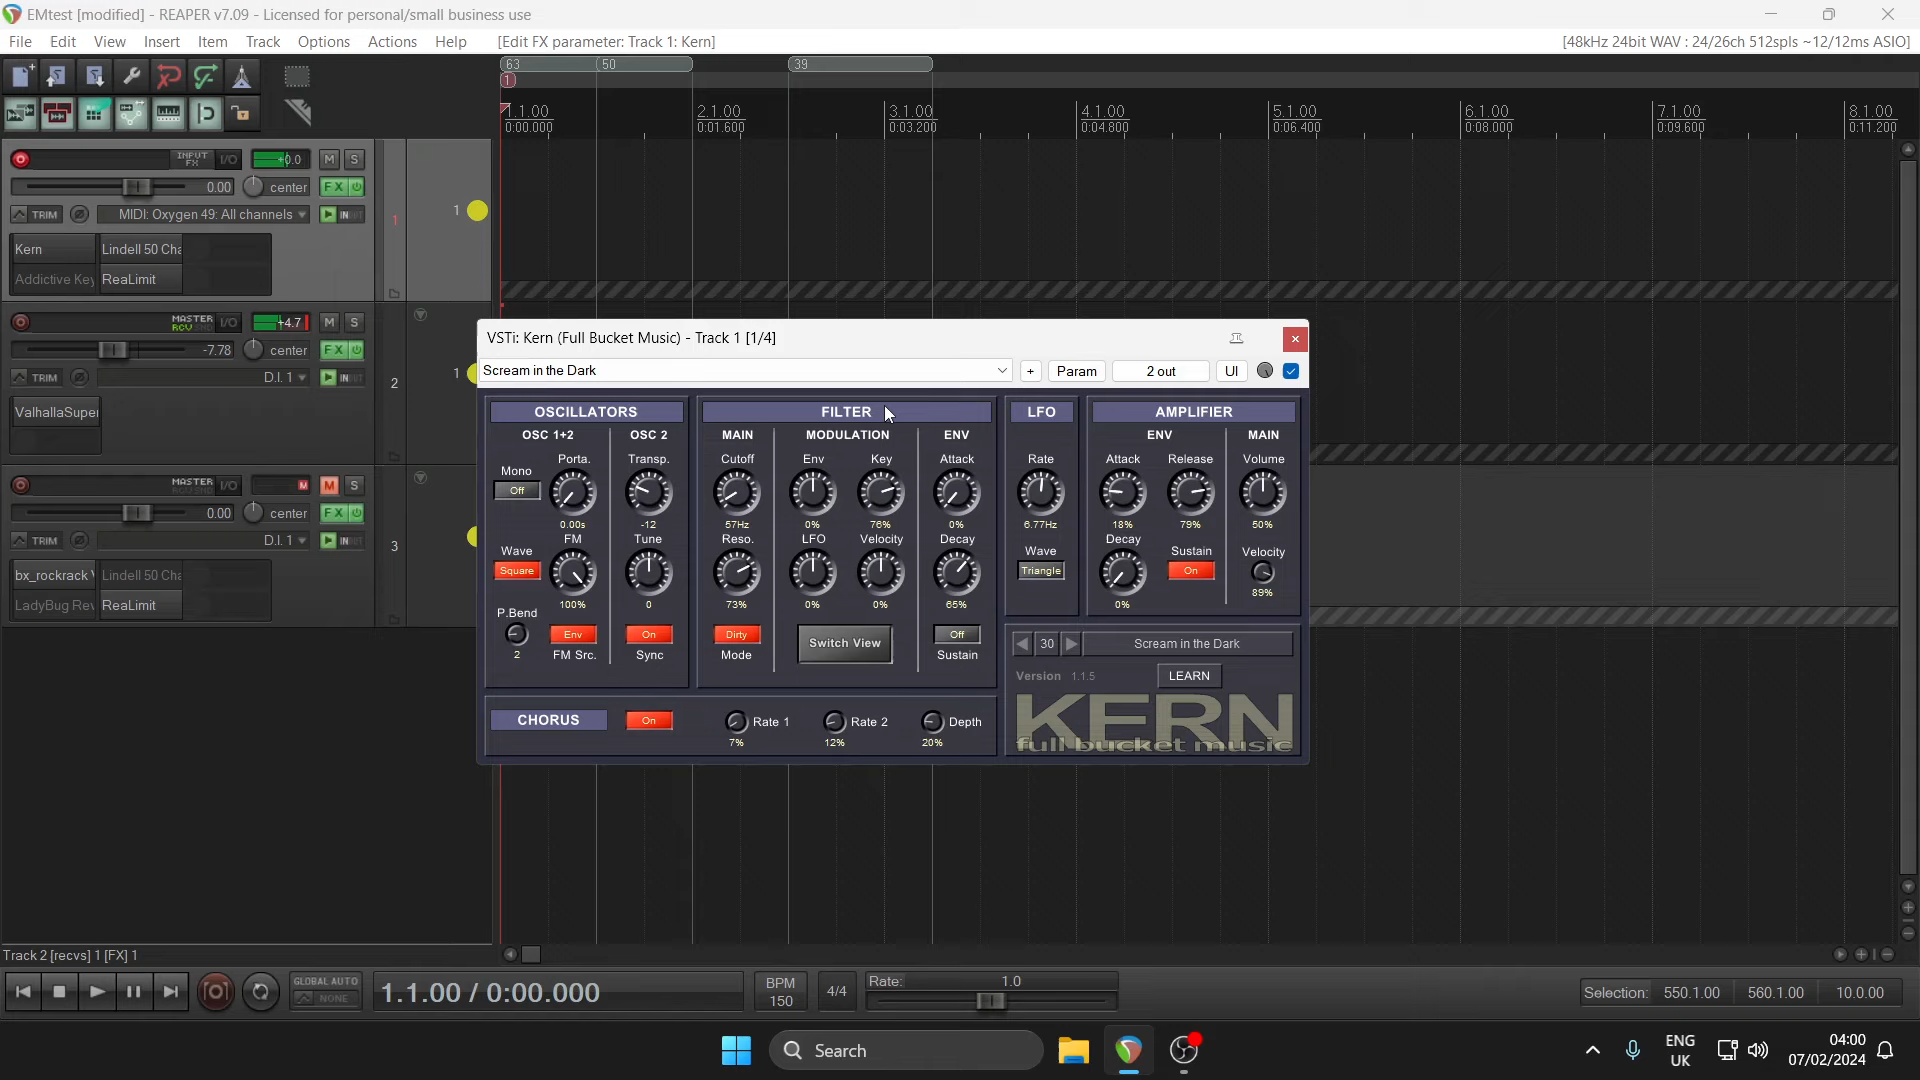 EMtest [modified] - REAPER v7.09 - Licensed for personal/small business use
File Edit View Insert Item Track Options Actions Help [Edit FX parameter: Track 1: Kern] [48kHz 24bit WAV : 24/26ch 512spls ~12/12ms ASIO]
63 50 39
1
1.1.00 2.1.00 3.1.00 4.1.00 5.1.00 6.1.00 7.1.00 8.1.00
0:00.000 0:01.600 0:03.200 0:04.800 0:06.400 0:08.000 0:09.600 0:11.200
INPUT FX I/O +0.0 M S
0.00 center FX
TRIM MIDI: Oxygen 49: All channels IN 1 1
Kern Lindell 50 Cha
Addictive Key ReaLimit
MASTER RCV SND I/O +4.7 M S
-7.78 center FX
TRIM D.I. 1 IN 2 1
ValhallaSuper
MASTER RCV SND I/O M M S
0.00 center FX
TRIM D.I. 1 IN 3
bx_rockrack Lindell 50 Cha
LadyBug Rev ReaLimit
VSTi: Kern (Full Bucket Music) - Track 1 [1/4]
Scream in the Dark + Param 2 out UI
OSCILLATORS FILTER LFO AMPLIFIER
OSC 1+2 OSC 2 MAIN MODULATION ENV ENV MAIN
Mono Porta. Transp. Cutoff Env Key Attack Rate Attack Release Volume
Off
0.00s -12 57Hz 0% 76% 0% 6.77Hz 18% 79% 50%
Wave FM Tune Reso. LFO Velocity Decay Wave Decay Sustain Velocity
Square Triangle On
100% 0 73% 0% 0% 65% 0% 89%
P.Bend Env On Dirty Switch View Off
2 FM Src. Sync Mode Sustain
30 Scream in the Dark
Version 1.1.5 LEARN
KERN
full bucket music
CHORUS On Rate 1 Rate 2 Depth
7% 12% 20%
Track 2 [recvs] 1 [FX] 1
GLOBAL AUTO
NONE
1.1.00 / 0:00.000
BPM
150
4/4
Rate: 1.0
Selection: 550.1.00 560.1.00 10.0.00
Search
ENG
UK
04:00
07/02/2024